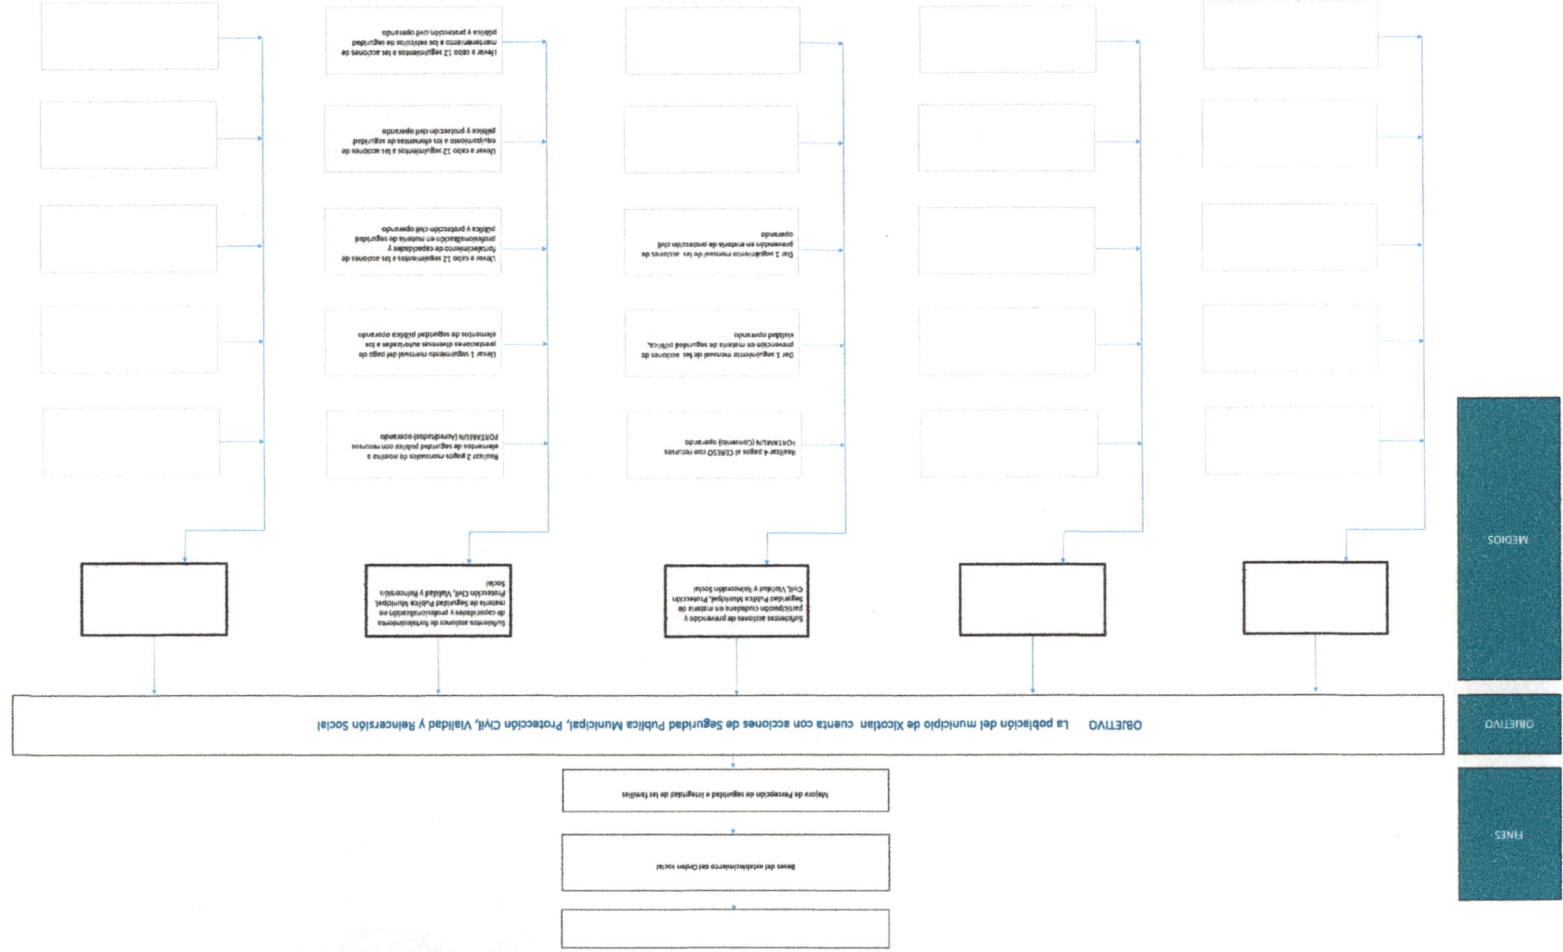 FINES
Bases del establecimiento del Orden social
Mejora de Percepción de seguridad e integridad de las familias
OBJETIVO
OBJETIVO La población del municipio de Xicotlan cuenta con acciones de Seguridad Publica Municipal, Protección Civil, Vialidad y Reincersión Social
MEDIOS
Suficientes acciones de prevención y
participación ciudadana en materia de
Seguridad Publica Municipal, Protección
Civil, Vialidad y Reincersión Social
Suficientes acciones de fortalecimiento
de capacidades y profesionalización en
materia de Seguridad Publica Municipal,
Protección Civil, Vialidad y Reincersión
Social
Realizar 4 pagos al CERESO con recursos
FORTAMUN (Convenio) operando
Dar 1 seguimiento mensual de las acciones de
prevención en materia de seguridad pública,
vialidad operando
Dar 1 seguimiento mensual de las acciones de
prevención en materia de protección civil
operando
Realizar 2 pagos mensuales de nomina a
elementos de seguridad pública con recursos
FORTAMUN (Acreditados) operando
Llevar 1 seguimiento mensual del pago de
prestaciones diversas autorizadas a los
elementos de seguridad pública operando
Llevar a cabo 12 seguimientos a las acciones de
fortalecimiento de capacidades y
profesionalización en materia de seguridad
pública y protección civil operando
Llevar a cabo 12 seguimientos a las acciones de
equipamiento a los elementos de seguridad
pública y protección civil operando
Llevar a cabo 12 seguimientos a las acciones de
mantenimiento a los vehículos de seguridad
pública y protección civil operando